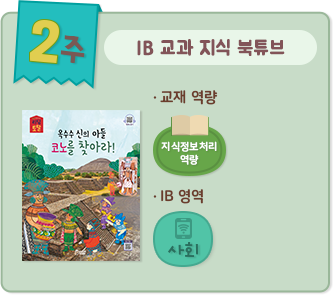 2주
IB 교과 지식 북튜브
· 교재 역량
지식정보처리
역량
· IB 영역
사회
옥수수 신의 아들
코노를 찾아라!